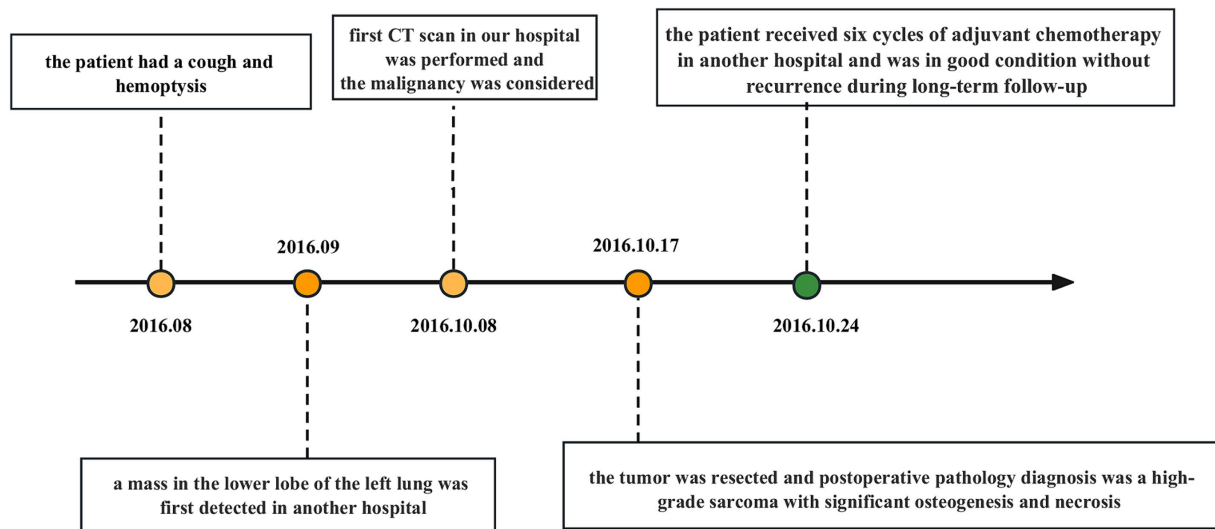 the patient had a cough and
hemoptysis
first CT scan in our hospital
was performed and
the malignancy was considered
the patient received six cycles of adjuvant chemotherapy
in another hospital and was in good condition without
recurrence during long-term follow-up
2016.09
2016.10.17
2016.08
2016.10.08
2016.10.24
a mass in the lower lobe of the left lung was
first detected in another hospital
the tumor was resected and postoperative pathology diagnosis was a high-
grade sarcoma with significant osteogenesis and necrosis